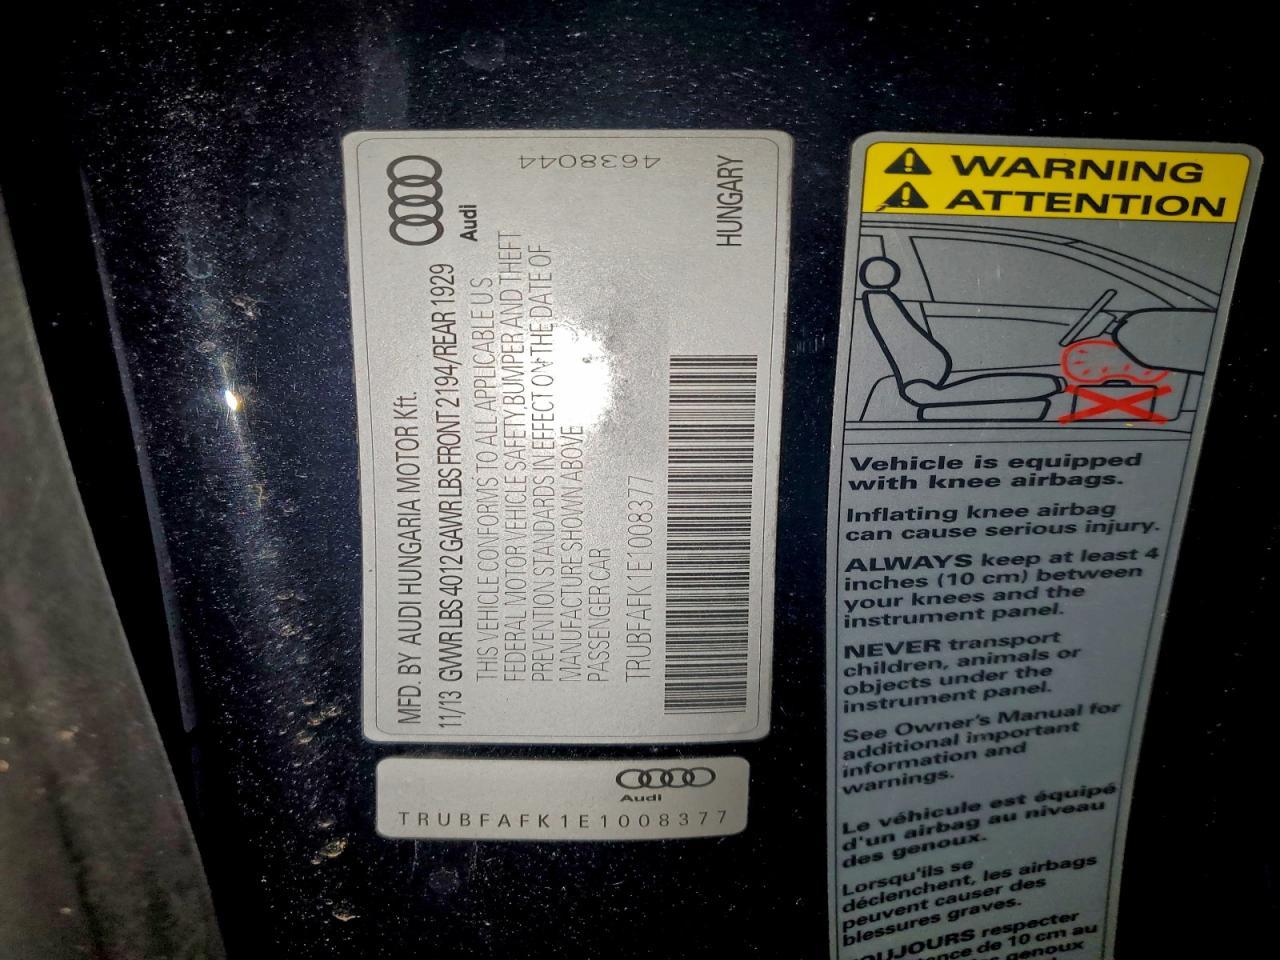 MFD. BY AUDI HUNGARIA MOTOR Kft.
11/13 GVWR LBS 4012 GAWR LBS FRONT 2194/REAR 1929
Audi
THIS VEHICLE CONFORMS TO ALL APPLICABLE U.S.
FEDERAL MOTOR VEHICLE SAFETY, BUMPER AND THEFT
PREVENTION STANDARDS IN EFFECT ON THE DATE OF
MANUFACTURE SHOWN ABOVE
PASSENGER CAR
TRUBFAFK1E1008377
HUNGARY
4638044
Audi
TRUBFAFK1E1008377
WARNING
ATTENTION
Vehicle is equipped
with knee airbags.
Inflating knee airbag
can cause serious injury.
ALWAYS keep at least 4
inches (10 cm) between
your knees and the
instrument panel.
NEVER transport
children, animals or
objects under the
instrument panel.
See Owner's Manual for
additional important
information and
warnings.
Le véhicule est équipé
d'un airbag au niveau
des genoux.
Lorsqu'ils se
déclenchent, les airbags
peuvent causer des
blessures graves.
respecter
de 10 cm au
genoux